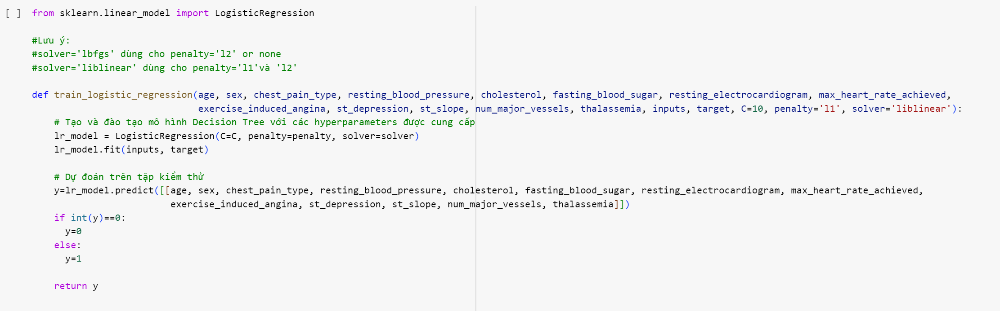 [ ] from sklearn.linear_model import LogisticRegression
#Lưu ý:
#solver='lbfgs' dùng cho penalty='l2' or none
#solver='liblinear' dùng cho penalty='l1'và 'l2'
def train_logistic_regression(age, sex, chest_pain_type, resting_blood_pressure, cholesterol, fasting_blood_sugar, resting_electrocardiogram, max_heart_rate_achieved,
exercise_induced_angina, st_depression, st_slope, num_major_vessels, thalassemia, inputs, target, C=10, penalty='l1', solver='liblinear'):
# Tạo và đào tạo mô hình Decision Tree với các hyperparameters được cung cấp
lr_model = LogisticRegression(C=C, penalty=penalty, solver=solver)
lr_model.fit(inputs, target)
# Dự đoán trên tập kiểm thử
y=lr_model.predict([[age, sex, chest_pain_type, resting_blood_pressure, cholesterol, fasting_blood_sugar, resting_electrocardiogram, max_heart_rate_achieved,
exercise_induced_angina, st_depression, st_slope, num_major_vessels, thalassemia]])
if int(y)==0:
y=0
else:
y=1
return y